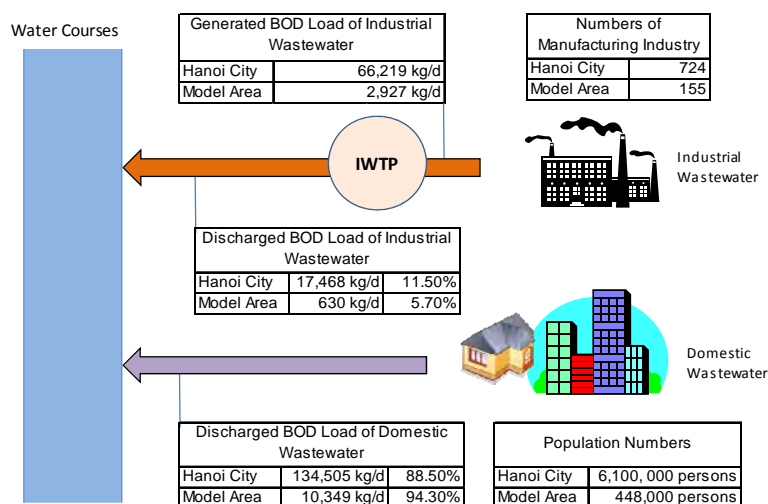 Water Courses
Generated BOD Load of Industrial
Wastewater
Hanoi City 66,219 kg/d
Model Area 2,927 kg/d
Numbers of
Manufacturing Industry
Hanoi City 724
Model Area 155
IWTP
Industrial
Wastewater
Discharged BOD Load of Industrial
Wastewater
Hanoi City 17,468 kg/d 11.50%
Model Area 630 kg/d 5.70%
Domestic
Wastewater
Discharged BOD Load of Domestic
Wastewater
Hanoi City 134,505 kg/d 88.50%
Model Area 10,349 kg/d 94.30%
Population Numbers
Hanoi City 6,100, 000 persons
Model Area 448,000 persons